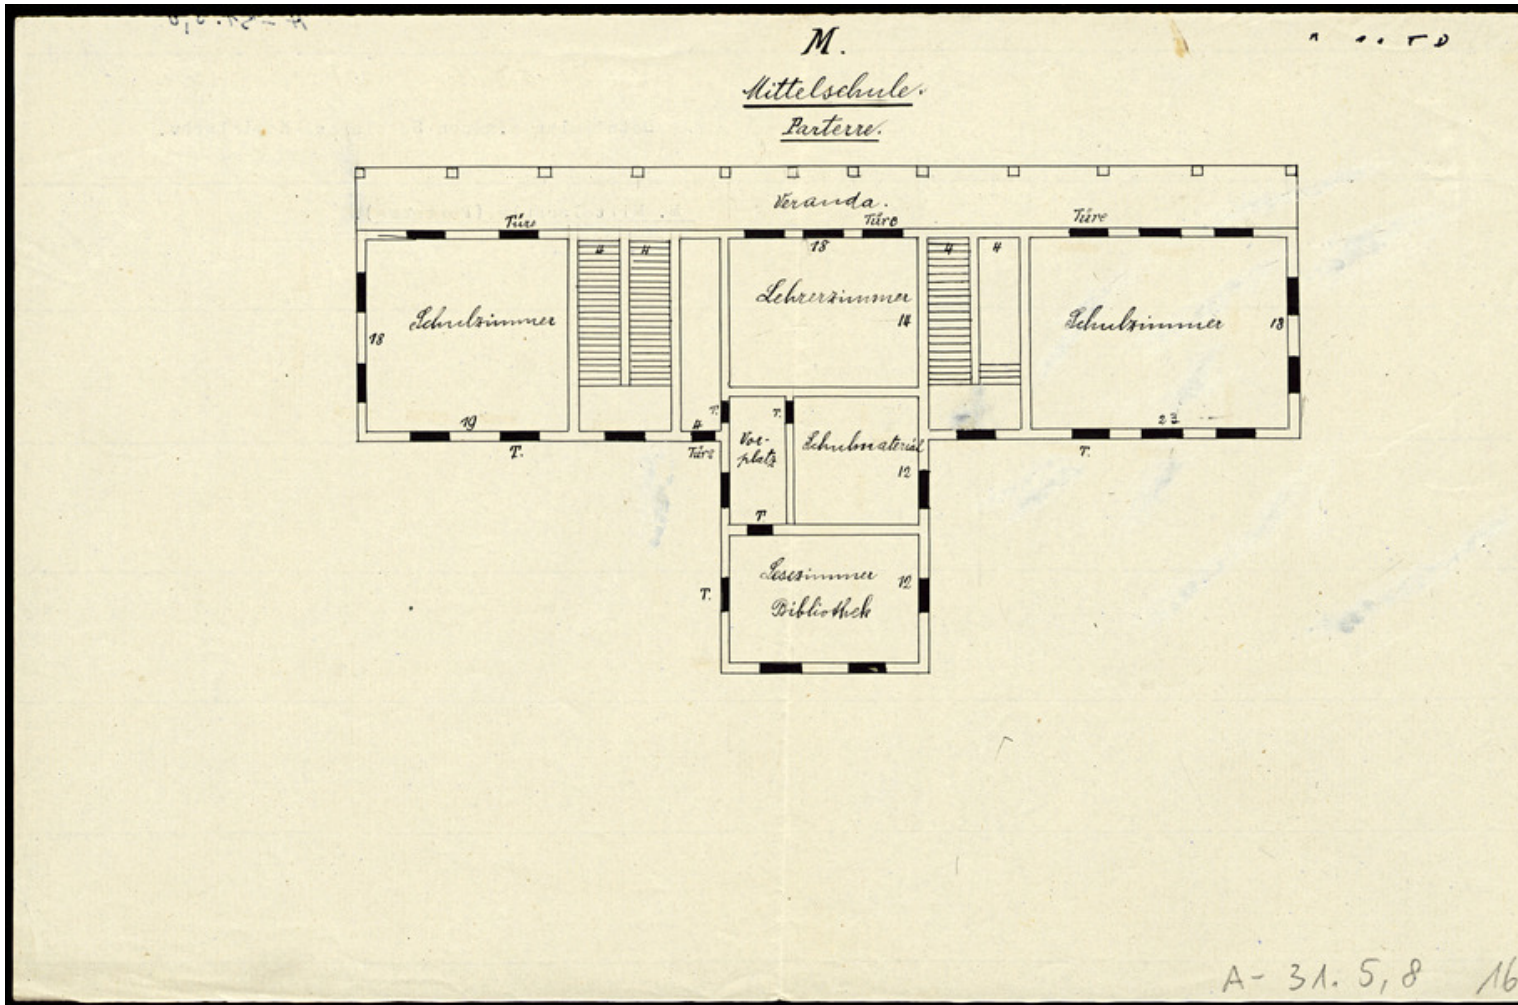 M.
Mittelschule.
Parterre.
Veranda.
Türe
Türe
Türe
4
4
18
4
4
Schulzimmer
18
19
Lehrerzimmer
14
Schulzimmer
18
23
T.
T.
4
Türe
T.
T.
Vor-
platz
Schulmaterial
12
T
T.
Lesezimmer
12
Bibliothek
A- 31. 5, 8 16